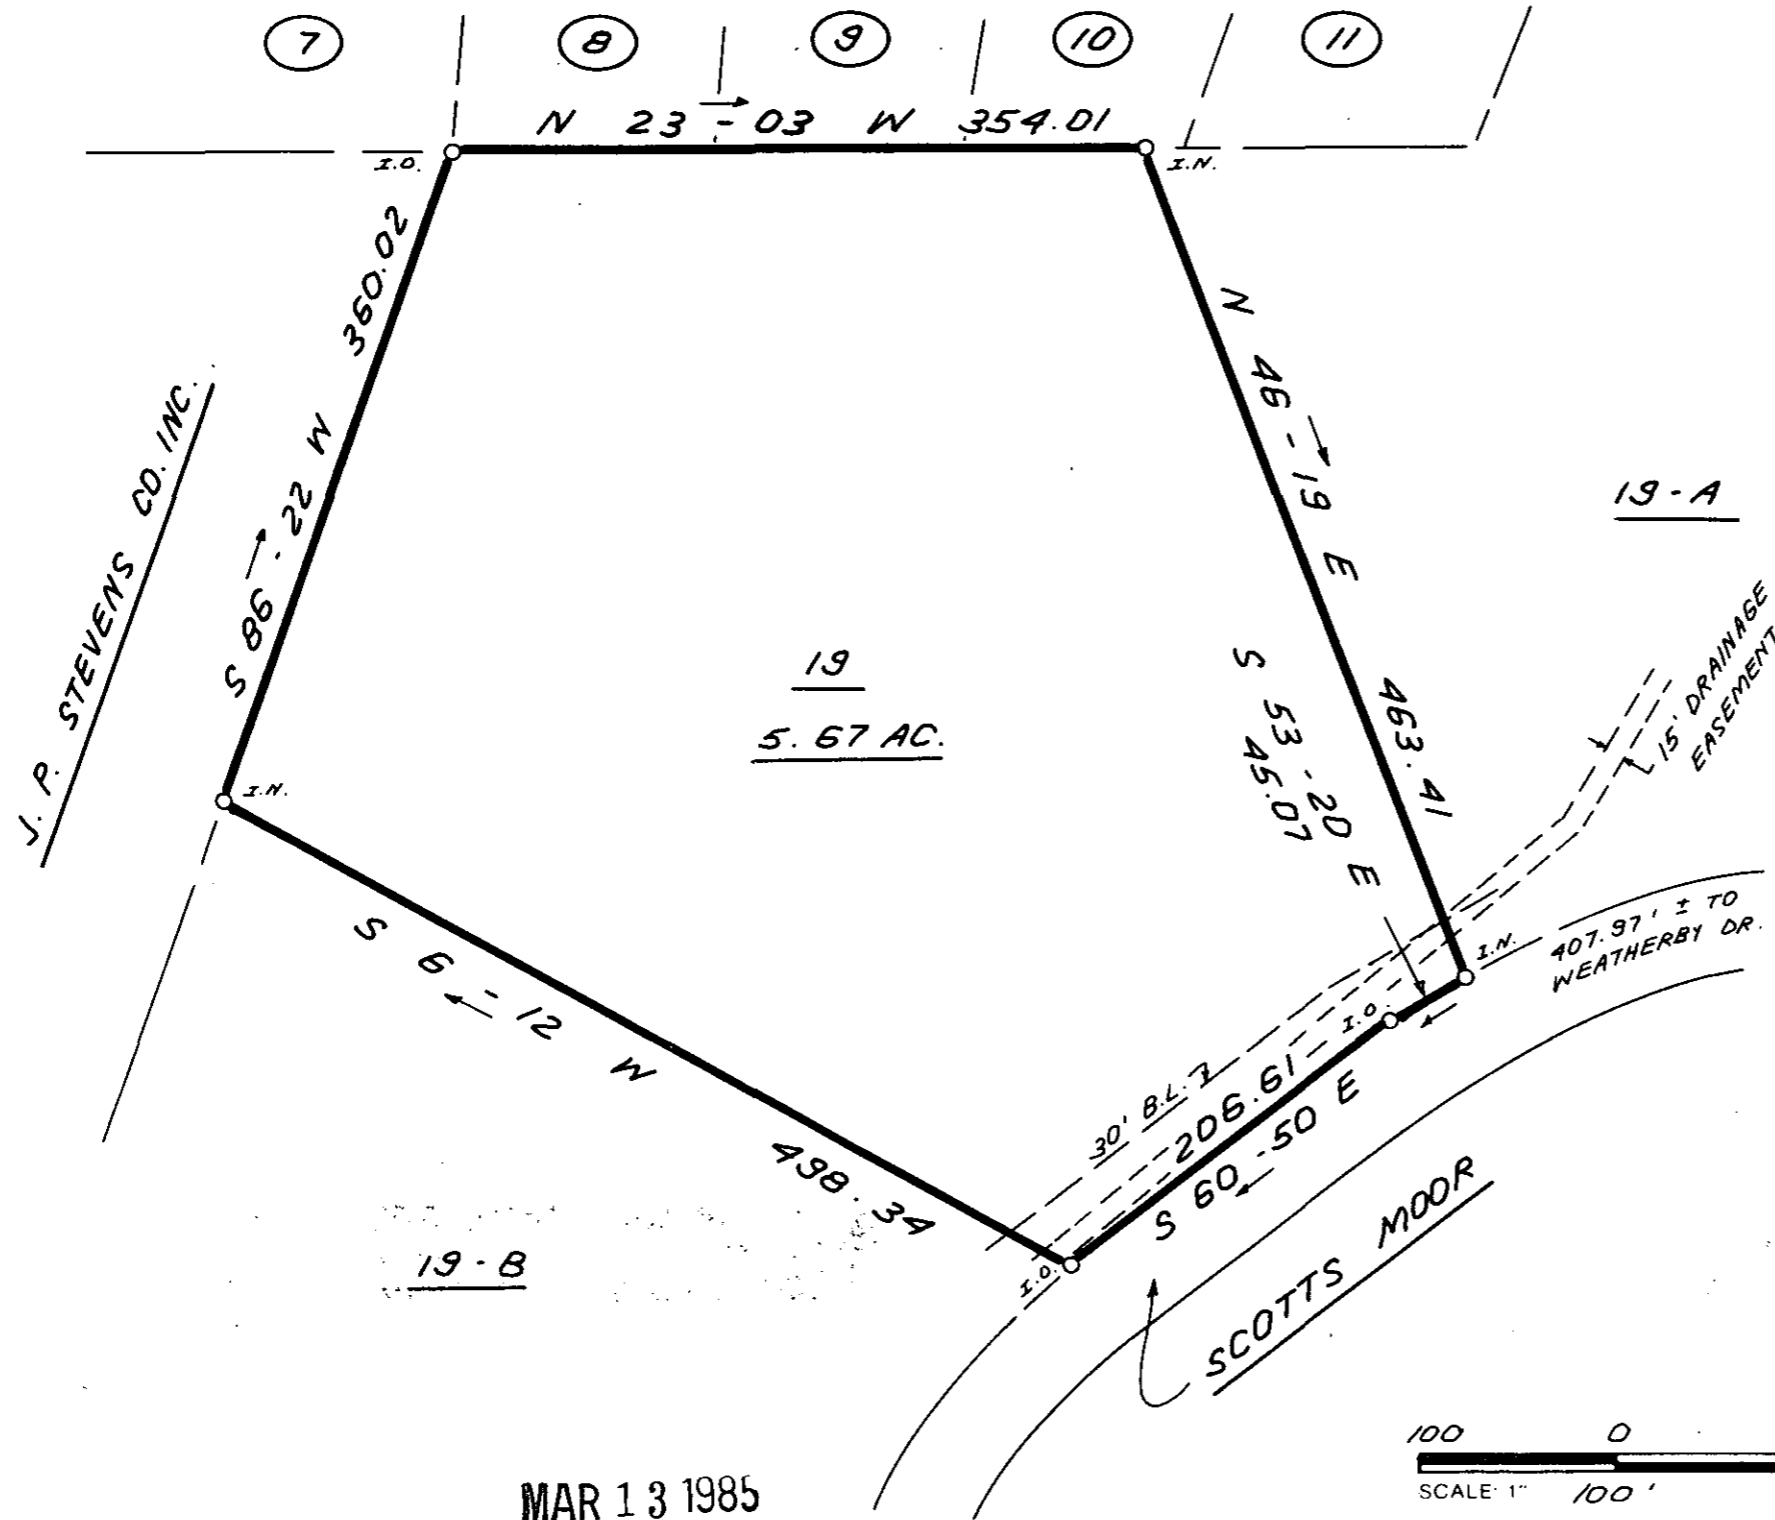 7 8 9 10 11
N 23 - 03 W 354.01
I.O.
I.N.
S 86 - 22 W 360.02
N 46 - 19 E 463.41
J. P. STEVENS CO. INC.
19-A
15' DRAINAGE
EASEMENT
19
5.67 AC.
S 53 - 20 E
45.07
I.N.
I.N.
407.97' ± TO
WEATHERBY DR.
I.O.
S 6 - 12 W 498.34
30' B.L.
206.61
S 60 - 50 E
I.O.
19-B
SCOTTS MOOR
100 0
SCALE: 1" 100'
MAR 13 1985